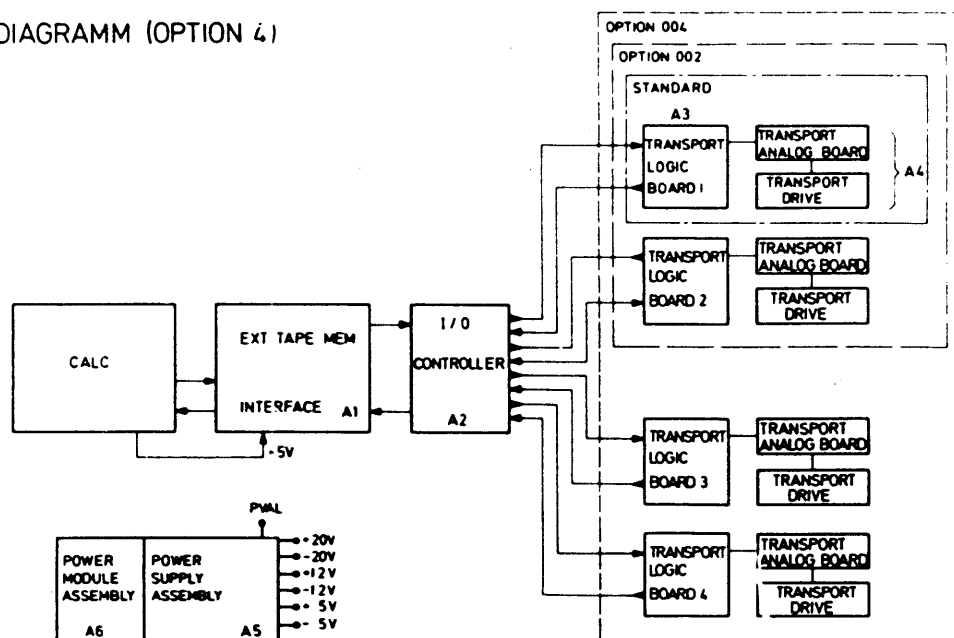 DIAGRAMM (OPTION 4)
OPTION 004
OPTION 002
STANDARD
A3
TRANSPORT
LOGIC
BOARD 1
TRANSPORT
ANALOG BOARD
TRANSPORT
DRIVE
A4
TRANSPORT
LOGIC
BOARD 2
TRANSPORT
ANALOG BOARD
TRANSPORT
DRIVE
CALC
EXT TAPE MEM
INTERFACE A1
I/O
CONTROLLER
A2
-5V
TRANSPORT
LOGIC
BOARD 3
TRANSPORT
ANALOG BOARD
TRANSPORT
DRIVE
TRANSPORT
LOGIC
BOARD 4
TRANSPORT
ANALOG BOARD
TRANSPORT
DRIVE
PVAL
POWER
MODULE
ASSEMBLY
A6
POWER
SUPPLY
ASSEMBLY
A5
+20V
-20V
+12V
-12V
+ 5V
- 5V